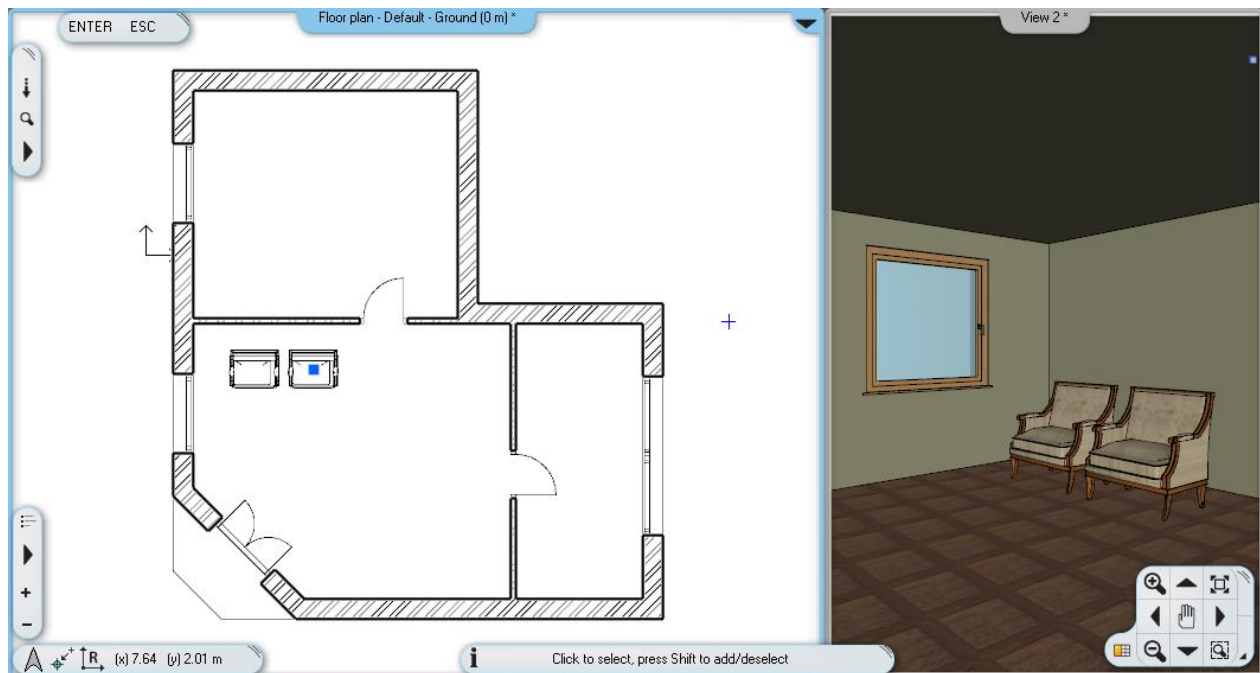 ENTER ESC
Floor plan - Default - Ground (0 m) *
View 2 *
R (x) 7.64 (y) 2.01 m
i Click to select, press Shift to add/deselect